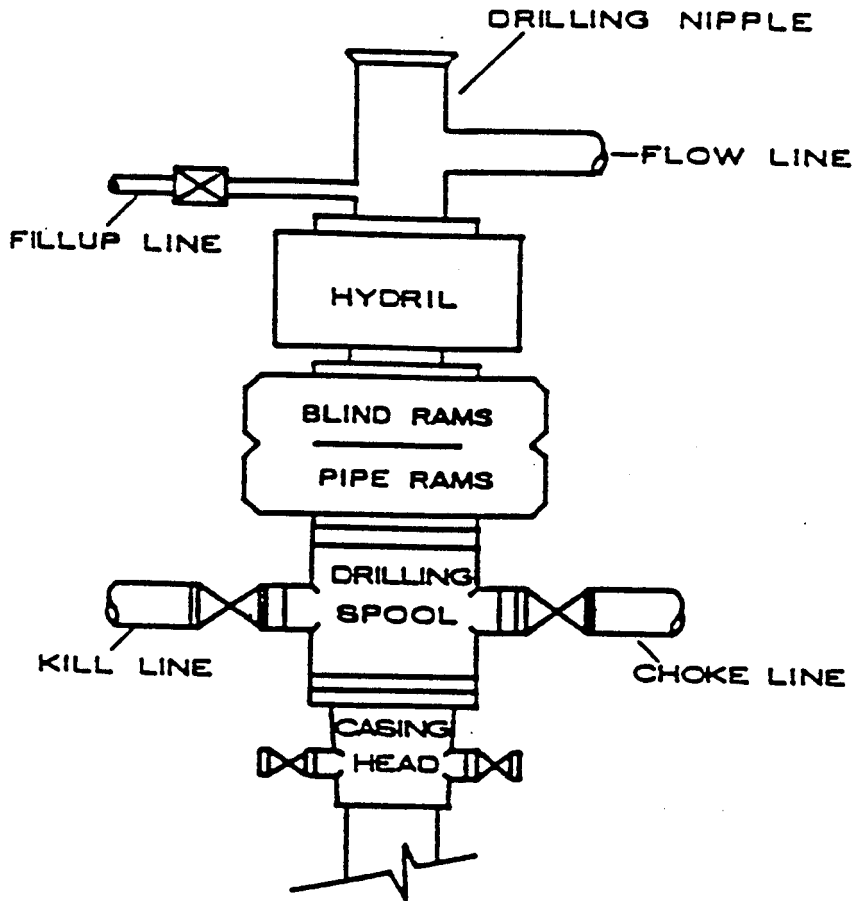 DRILLING NIPPLE
FLOW LINE
FILLUP LINE
HYDRIL
BLIND RAMS
PIPE RAMS
DRILLING
SPOOL
KILL LINE
CHOKE LINE
CASING
HEAD